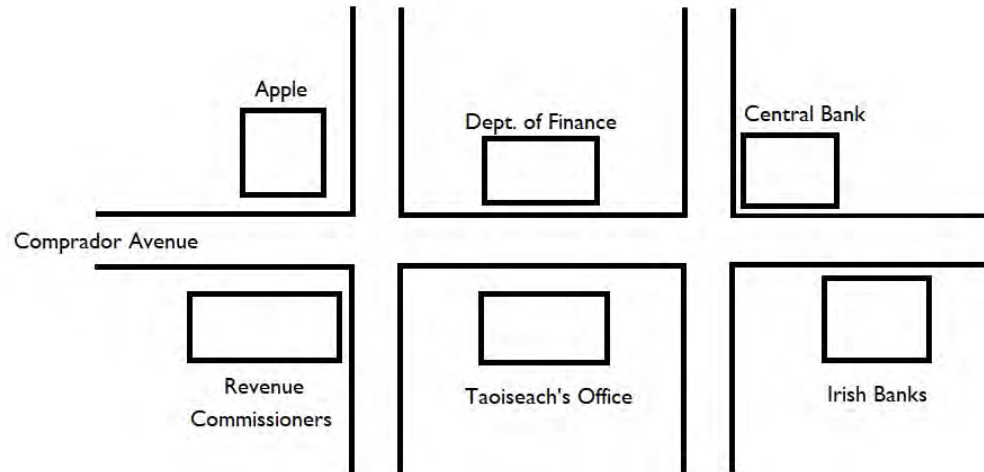 Apple
Dept. of Finance
Central Bank
Comprador Avenue
Revenue
Commissioners
Taoiseach's Office
Irish Banks